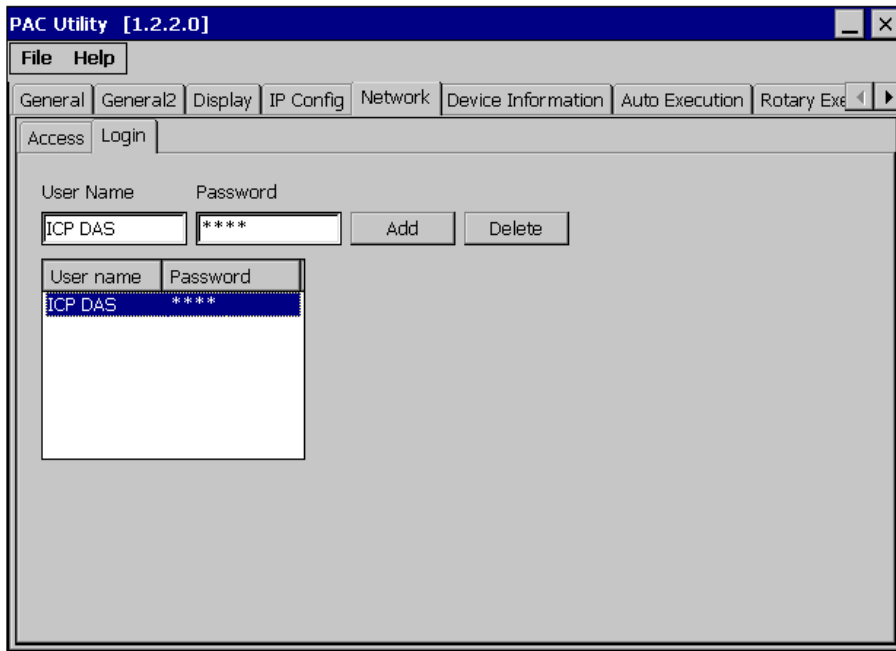 PAC Utility [1.2.2.0]
File Help
General General2 Display IP Config Network Device Information Auto Execution Rotary Exe
Access Login
User Name Password
ICP DAS **** Add Delete
User name Password
ICP DAS ****